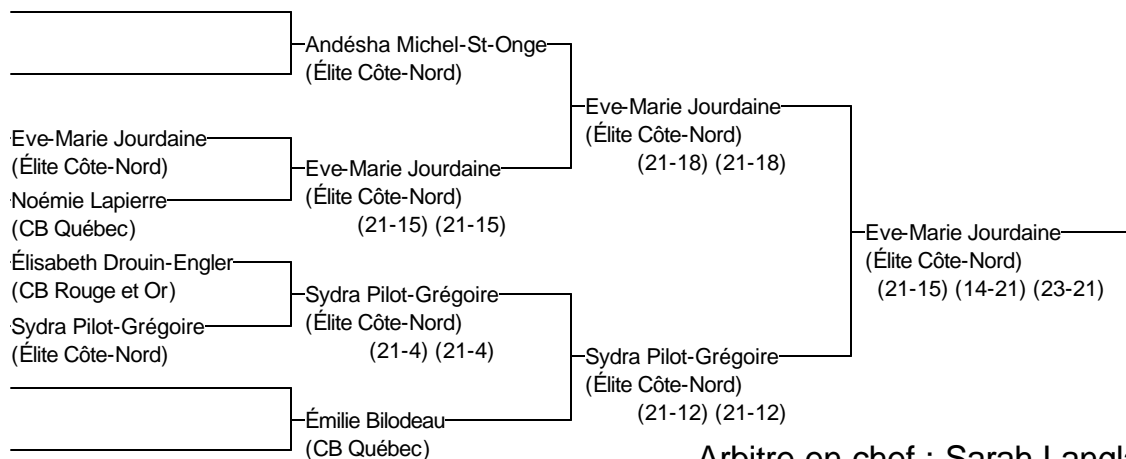 Andésha Michel-St-Onge
(Élite Côte-Nord)
Eve-Marie Jourdaine
(Élite Côte-Nord)
(21-18) (21-18)
Eve-Marie Jourdaine
(Élite Côte-Nord)
Eve-Marie Jourdaine
(Élite Côte-Nord)
(21-15) (21-15)
Noémie Lapierre
(CB Québec)
Eve-Marie Jourdaine
(Élite Côte-Nord)
(21-15) (14-21) (23-21)
Élisabeth Drouin-Engler
(CB Rouge et Or)
Sydra Pilot-Grégoire
(Élite Côte-Nord)
(21-4) (21-4)
Sydra Pilot-Grégoire
(Élite Côte-Nord)
Sydra Pilot-Grégoire
(Élite Côte-Nord)
(21-12) (21-12)
Émilie Bilodeau
(CB Québec)
Arbitre en chef : Sarah